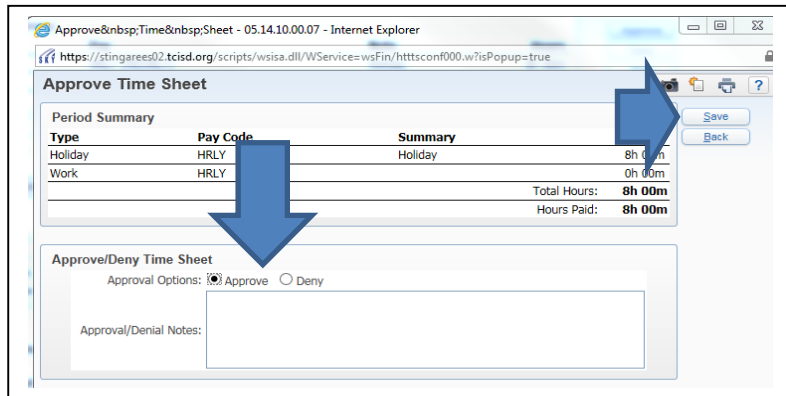 Approve&nbsp;Time&nbsp;Sheet - 05.14.10.00.07 - Internet Explorer
https://stingarees02.tcisd.org/scripts/wsisa.dll/WService=wsFin/htttsconf000.w?isPopup=true
Approve Time Sheet
Period Summary
Save
Back
Type Pay Code Summary
Holiday HRLY Holiday 8h 00m
Work HRLY 0h 00m
Total Hours: 8h 00m
Hours Paid: 8h 00m
Approve/Deny Time Sheet
Approval Options: Approve Deny
Approval/Denial Notes: